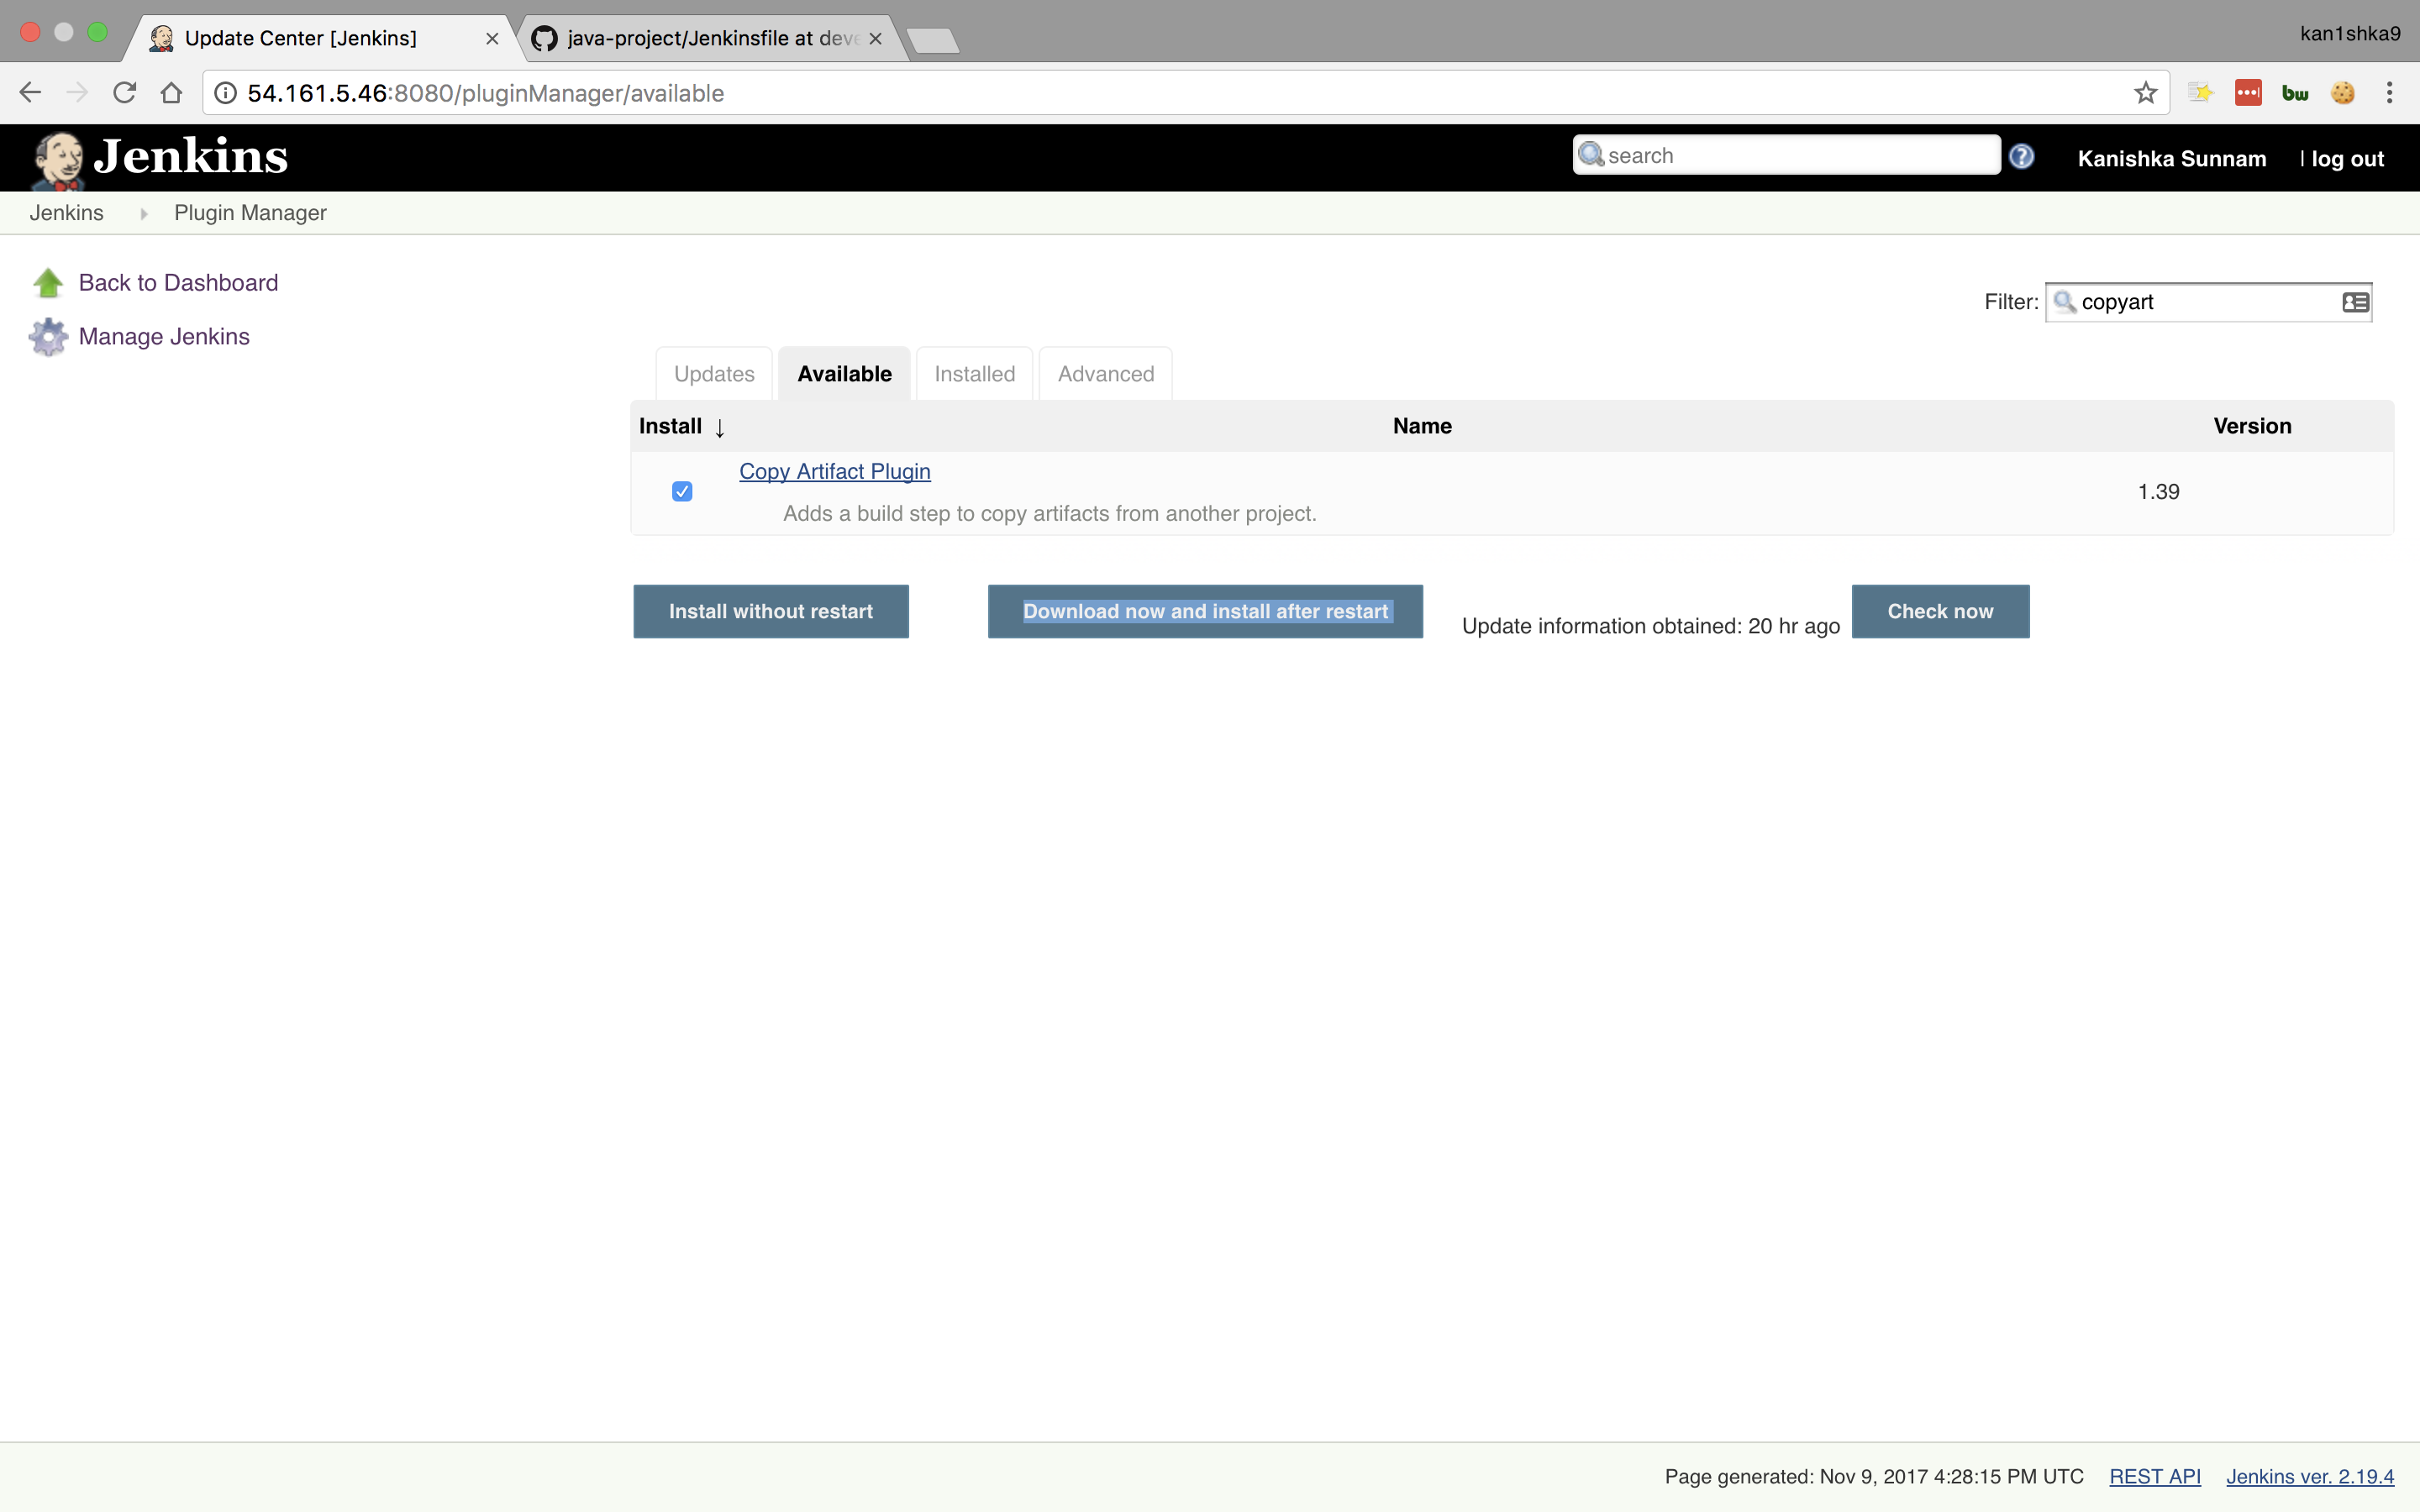 Update Center [Jenkins]
java-project/Jenkinsfile at deve
kan1shka9
54.161.5.46:8080/pluginManager/available
bw
Jenkins
search
Kanishka Sunnam
| log out
Jenkins
Plugin Manager
Back to Dashboard
Manage Jenkins
Filter: copyart
Updates
Available
Installed
Advanced
Install ↓
Name
Version
Copy Artifact Plugin
Adds a build step to copy artifacts from another project.
1.39
Install without restart
Download now and install after restart
Update information obtained: 20 hr ago
Check now
Page generated: Nov 9, 2017 4:28:15 PM UTC
REST API
Jenkins ver. 2.19.4